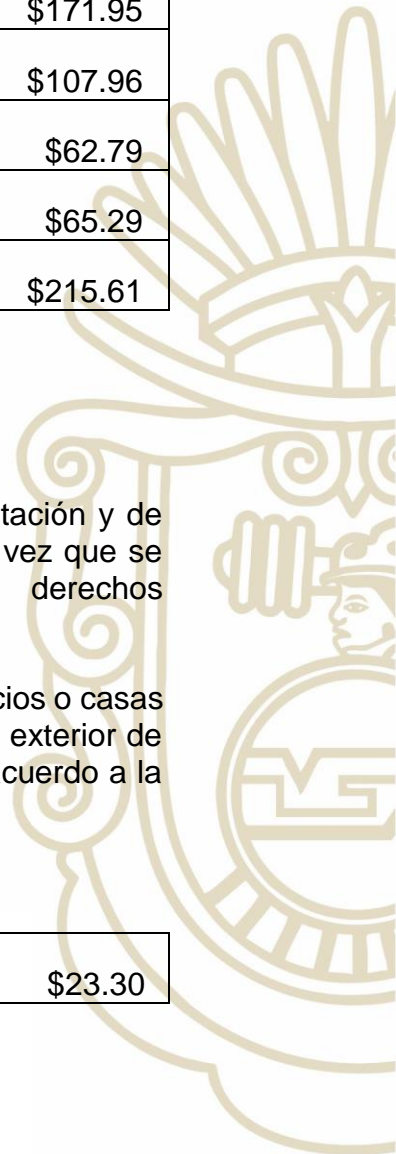 $171.95
$107.96
$62.79
$65.29
$215.61
tación y de
vez que se
derechos
cios o casas
exterior de
cuerdo a la
$23.30